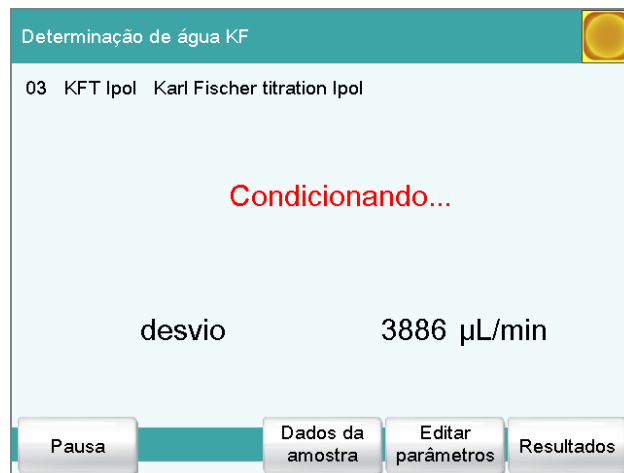 Determinação de água KF
03 KFT Ipol Karl Fischer titration Ipol
Condicionando...
desvio 3886 µL/min
Pausa
Dados da
amostra
Editar
parâmetros
Resultados